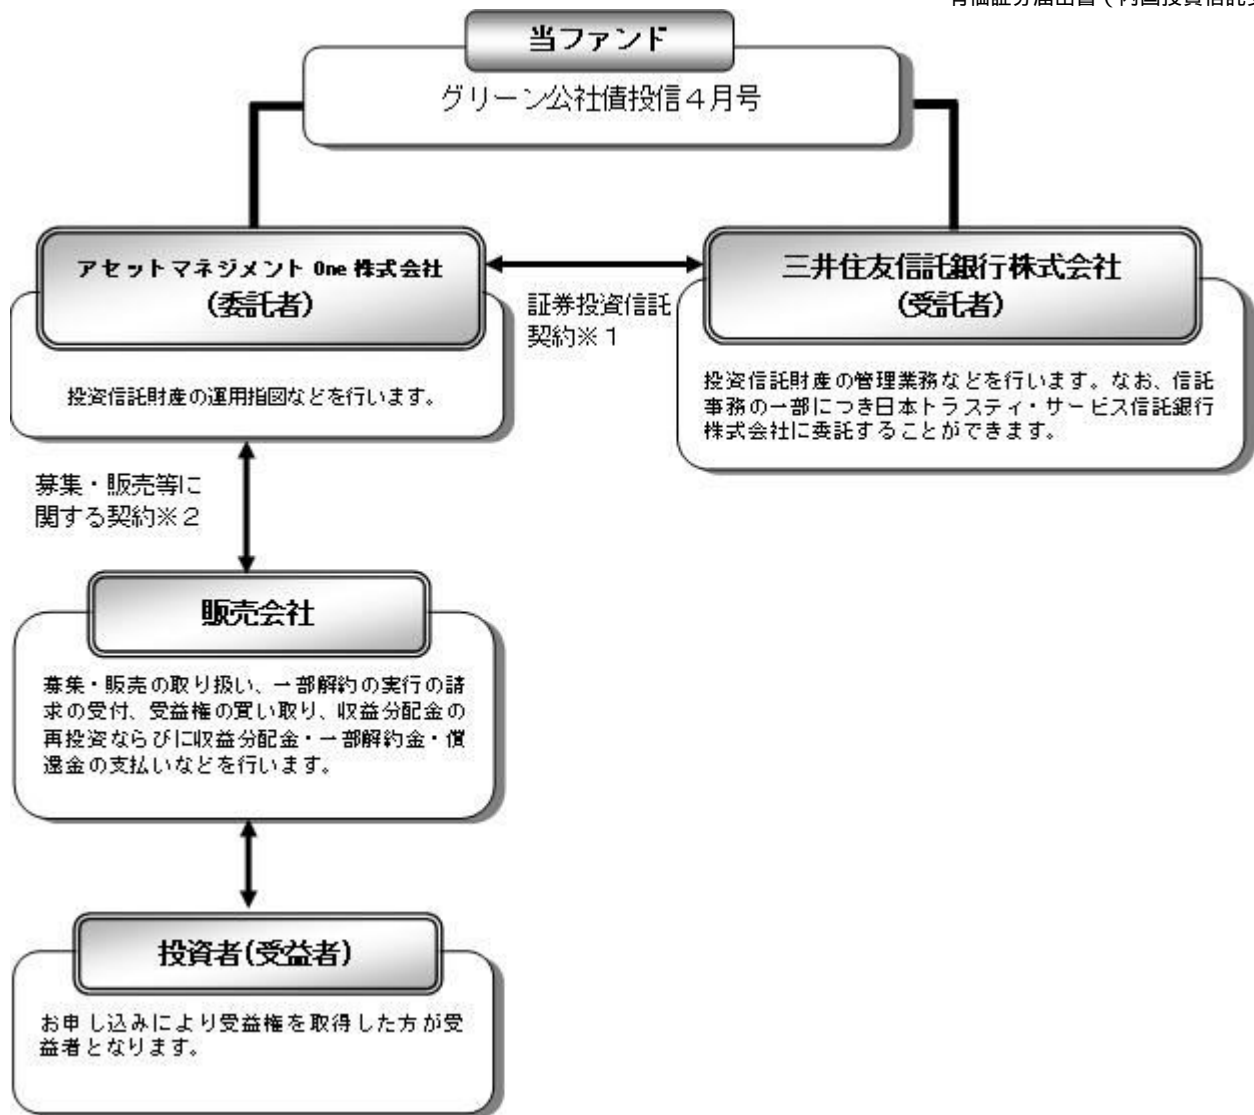 当ファンド
グリーン公社債投信４月号
アセットマネジメント One 株式会社
(委託者)
投資信託財産の運用指図などを行います。
証券投資信託
契約※１
三井住友信託銀行株式会社
(受託者)
投資信託財産の管理業務などを行います。なお、信託
事務の一部につき日本トラスティ・サービス信託銀行
株式会社に委託することができます。
募集・販売等に
関する契約※２
販売会社
募集・販売の取り扱い、一部解約の実行の請
求の受付、受益権の買い取り、収益分配金の
再投資ならびに収益分配金・一部解約金・償
還金の支払いなどを行います。
投資者(受益者)
お申し込みにより受益権を取得した方が受
益者となります。